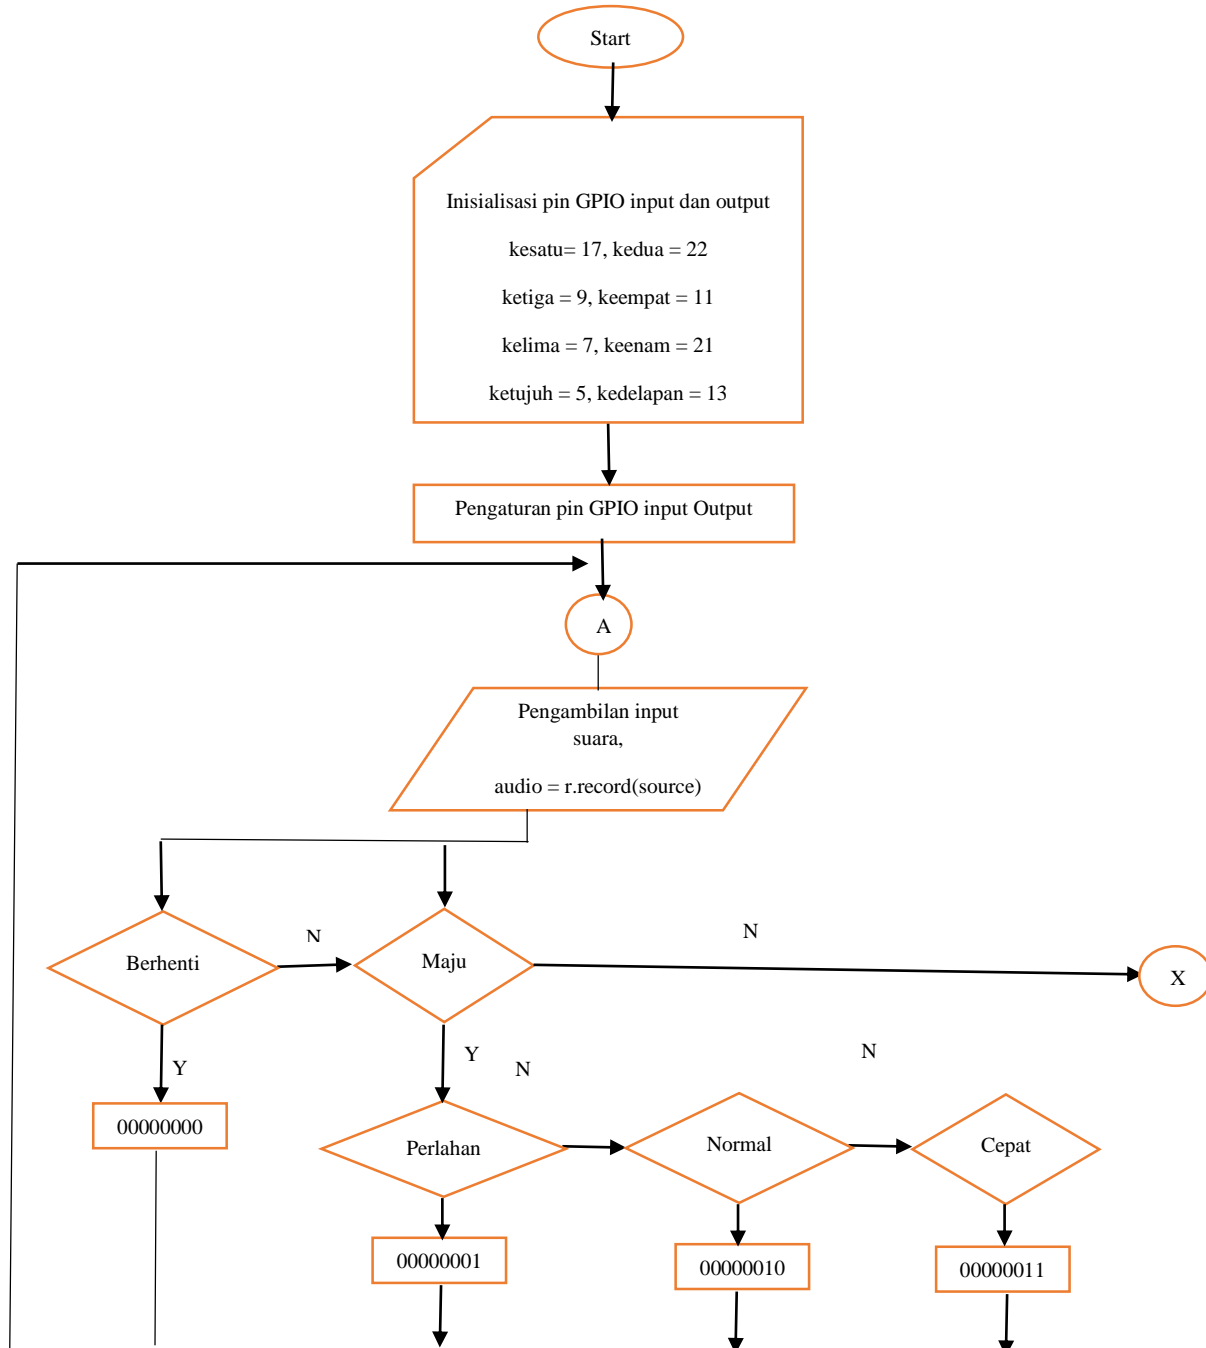 Start
Inisialisasi pin GPIO input dan output
kesatu= 17, kedua = 22
ketiga = 9, keempat = 11
kelima = 7, keenam = 21
ketujuh = 5, kedelapan = 13
Pengaturan pin GPIO input Output
A
Pengambilan input
suara,
audio = r.record(source)
Berhenti
N
Maju
N
X
Y
Y
N
N
00000000
Perlahan
Normal
Cepat
00000001
00000010
00000011